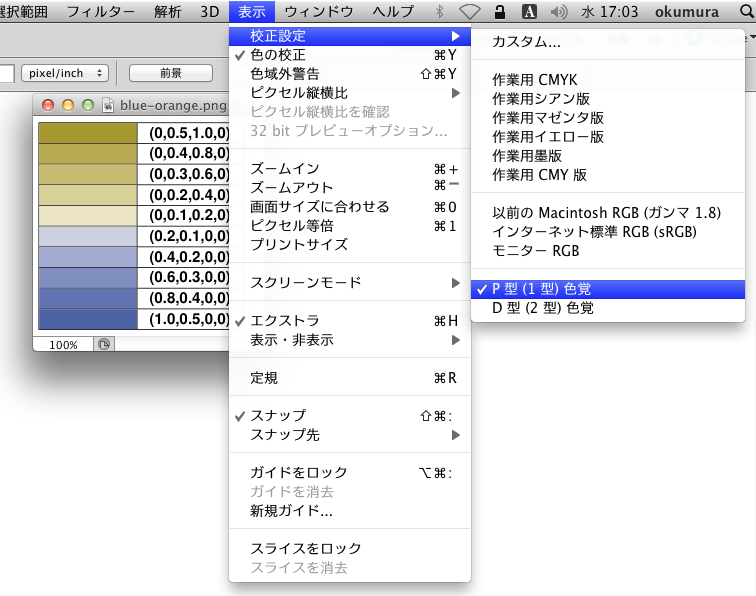 選択範囲 フィルター 解析 3D 表示 ウィンドウ ヘルプ A 水 17:03 okumura
pixel/inch 前景
blue-orange.png
(0,0.5,1.0,0)
(0,0.4,0.8,0)
(0,0.3,0.6,0)
(0,0.2,0.4,0)
(0,0.1,0.2,0)
(0.2,0.1,0,0)
(0.4,0.2,0,0)
(0.6,0.3,0,0)
(0.8,0.4,0,0)
(1.0,0.5,0,0)
100%
校正設定 ▶
✓ 色の校正 ⌘Y
色域外警告 ⇧⌘Y
ピクセル縦横比 ▶
ピクセル縦横比を確認
32 bit プレビューオプション...
ズームイン ⌘+
ズームアウト ⌘−
画面サイズに合わせる ⌘0
ピクセル等倍 ⌘1
プリントサイズ
スクリーンモード ▶
✓ エクストラ ⌘H
表示・非表示 ▶
定規 ⌘R
✓ スナップ ⇧⌘:
スナップ先 ▶
ガイドをロック ⌥⌘:
ガイドを消去
新規ガイド...
スライスをロック
スライスを消去
カスタム...
作業用 CMYK
作業用シアン版
作業用マゼンタ版
作業用イエロー版
作業用墨版
作業用 CMY 版
以前の Macintosh RGB (ガンマ 1.8)
インターネット標準 RGB (sRGB)
モニター RGB
✓ P 型 (1 型) 色覚
D 型 (2 型) 色覚